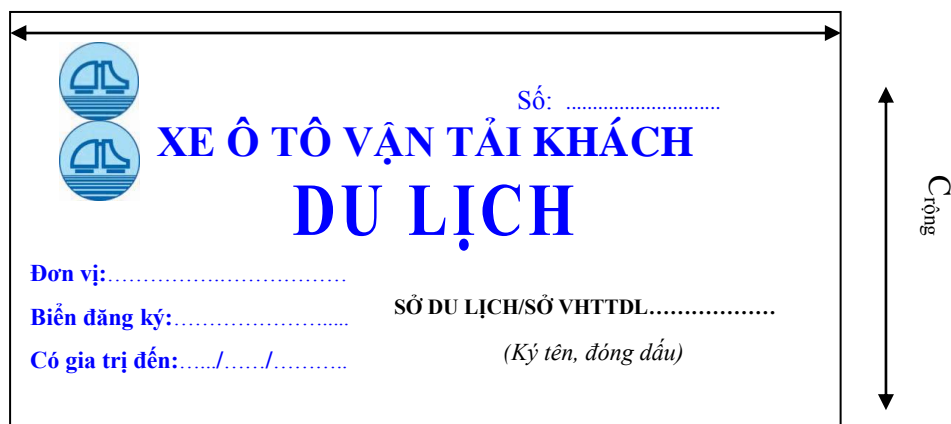 Số: .............................
XE Ô TÔ VẬN TẢI KHÁCH
DU LỊCH
Đơn vị:…………….………………
Biển đăng ký:…………………......
Có gia trị đến:….../……/………..
SỞ DU LỊCH/SỞ VHTTDL………………
(Ký tên, đóng dấu)
Crộng